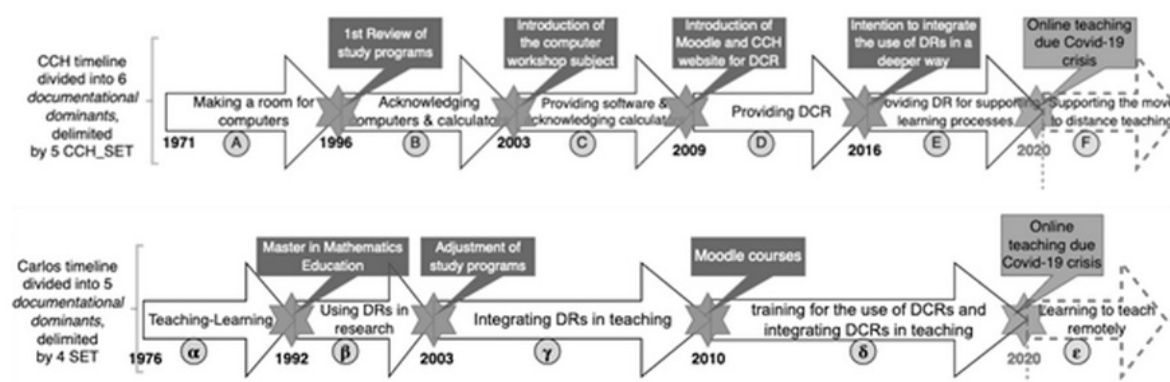 1st Review of
study programs
Introduction of
the computer
workshop subject
Introduction of
Moodle and CCH
website for DCR
Intention to integrate
the use of DRs in a
deeper way
Online teaching
due Covid-19
crisis
CCH timeline
divided into 6
documentational
dominants,
delimited
by 5 CCH_SET
Making a room for
computers
Acknowledging
computers & calculato
Providing software &
cknowledging calculat
Providing DCR
oviding DR for supporting
learning processes
Supporting the mov
to distance teaching
1971
A
1996
B
2003
C
2009
D
2016
E
2020
F
Carlos timeline
divided into 5
documentational
dominants,
delimited
by 4 SET
Master in Mathematics
Education
Adjustment of
study programs
Moodle courses
Online
teaching due
Covid-19 crisis
Teaching-Learning
Using DRs in
research
Integrating DRs in teaching
training for the use of DCRs and
integrating DCRs in teaching
Learning to teach
remotely
1976
α
1992
β
2003
γ
2010
δ
2020
ε